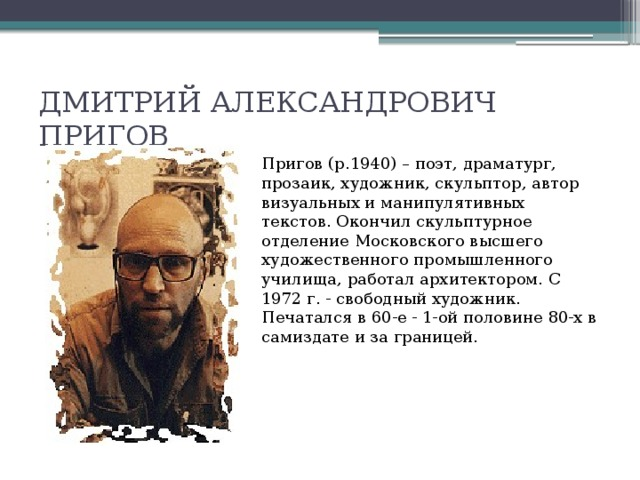 ДМИТРИЙ АЛЕКСАНДРОВИЧ
ПРИГОВ
Пригов (р.1940) – поэт, драматург,
прозаик, художник, скульптор, автор
визуальных и манипулятивных
текстов. Окончил скульптурное
отделение Московского высшего
художественного промышленного
училища, работал архитектором. С
1972 г. - свободный художник.
Печатался в 60-е - 1-ой половине 80-х в
самиздате и за границей.